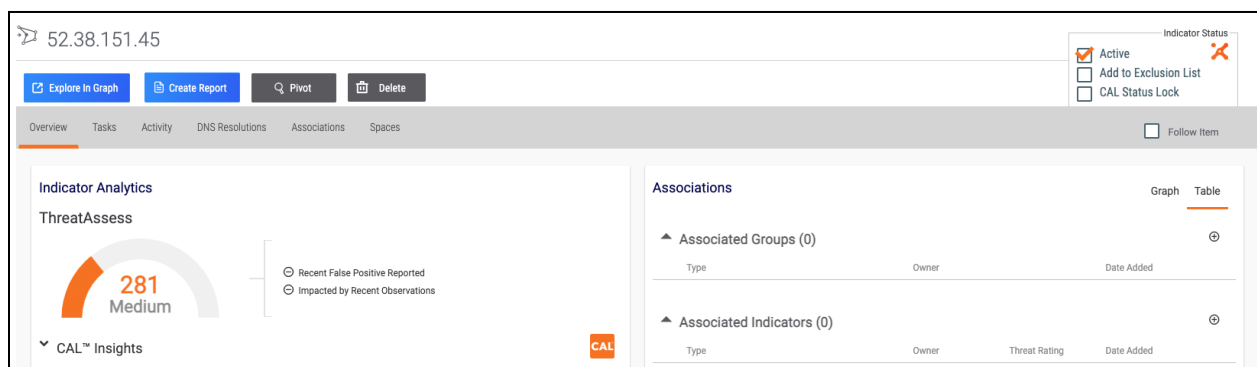 52.38.151.45
Indicator Status
Active
Add to Exclusion List
CAL Status Lock
Explore In Graph
Create Report
Pivot
Delete
Overview
Tasks
Activity
DNS Resolutions
Associations
Spaces
Follow Item
Indicator Analytics
ThreatAssess
281
Medium
Recent False Positive Reported
Impacted by Recent Observations
CAL™ Insights
CAL
Associations
Graph
Table
Associated Groups (0)
Type Owner Date Added
Associated Indicators (0)
Type Owner Threat Rating Date Added